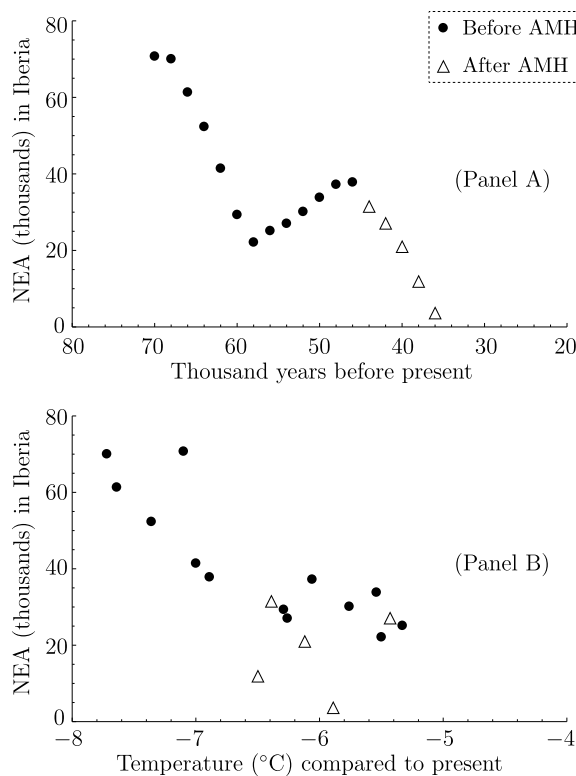 Before AMH
After AMH
NEA (thousands) in Iberia
80
60
40
20
0
(Panel A)
80 70 60 50 40 30 20
Thousand years before present
NEA (thousands) in Iberia
80
60
40
20
0
(Panel B)
−8 −7 −6 −5 −4
Temperature (°C) compared to present